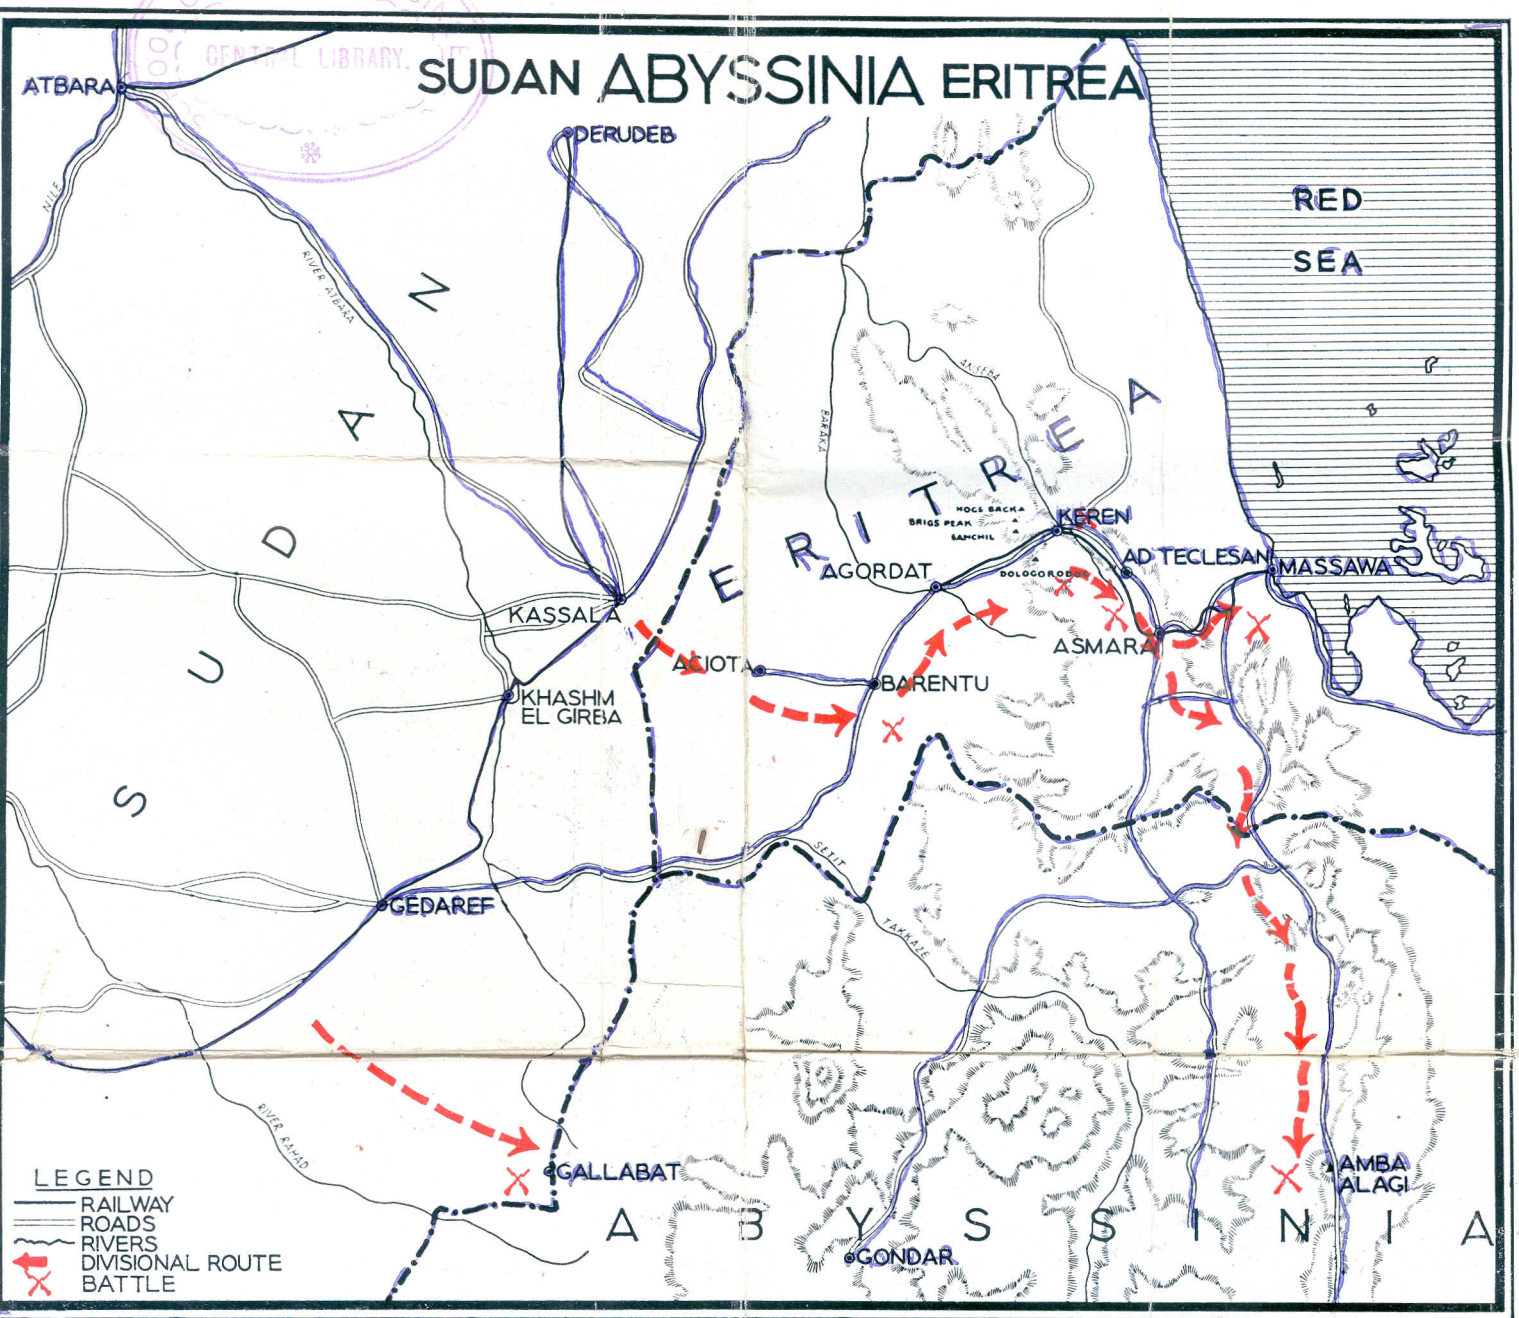 CENTRAL LIBRARY.
SUDAN ABYSSINIA ERITREA
ATBARA
DERUDEB
NILE
RED
SEA
RIVER ATBARA
SUDAN
ANSEBA
BARAKA
ERITREA
HOGS BACK
BRIGS PEAK
SANCHIL
KEREN
DOLOGORODOC
AD TECLESAN
MASSAWA
AGORDAT
KASSALA
ASMARA
ACIOTA
BARENTU
KHASHM
EL GIRBA
SETIT
GEDAREF
TAKKAZE
RIVER RAHAD
GALLABAT
AMBA
ALAGI
ABYSSINIA
GONDAR
LEGEND
RAILWAY
ROADS
RIVERS
DIVISIONAL ROUTE
BATTLE